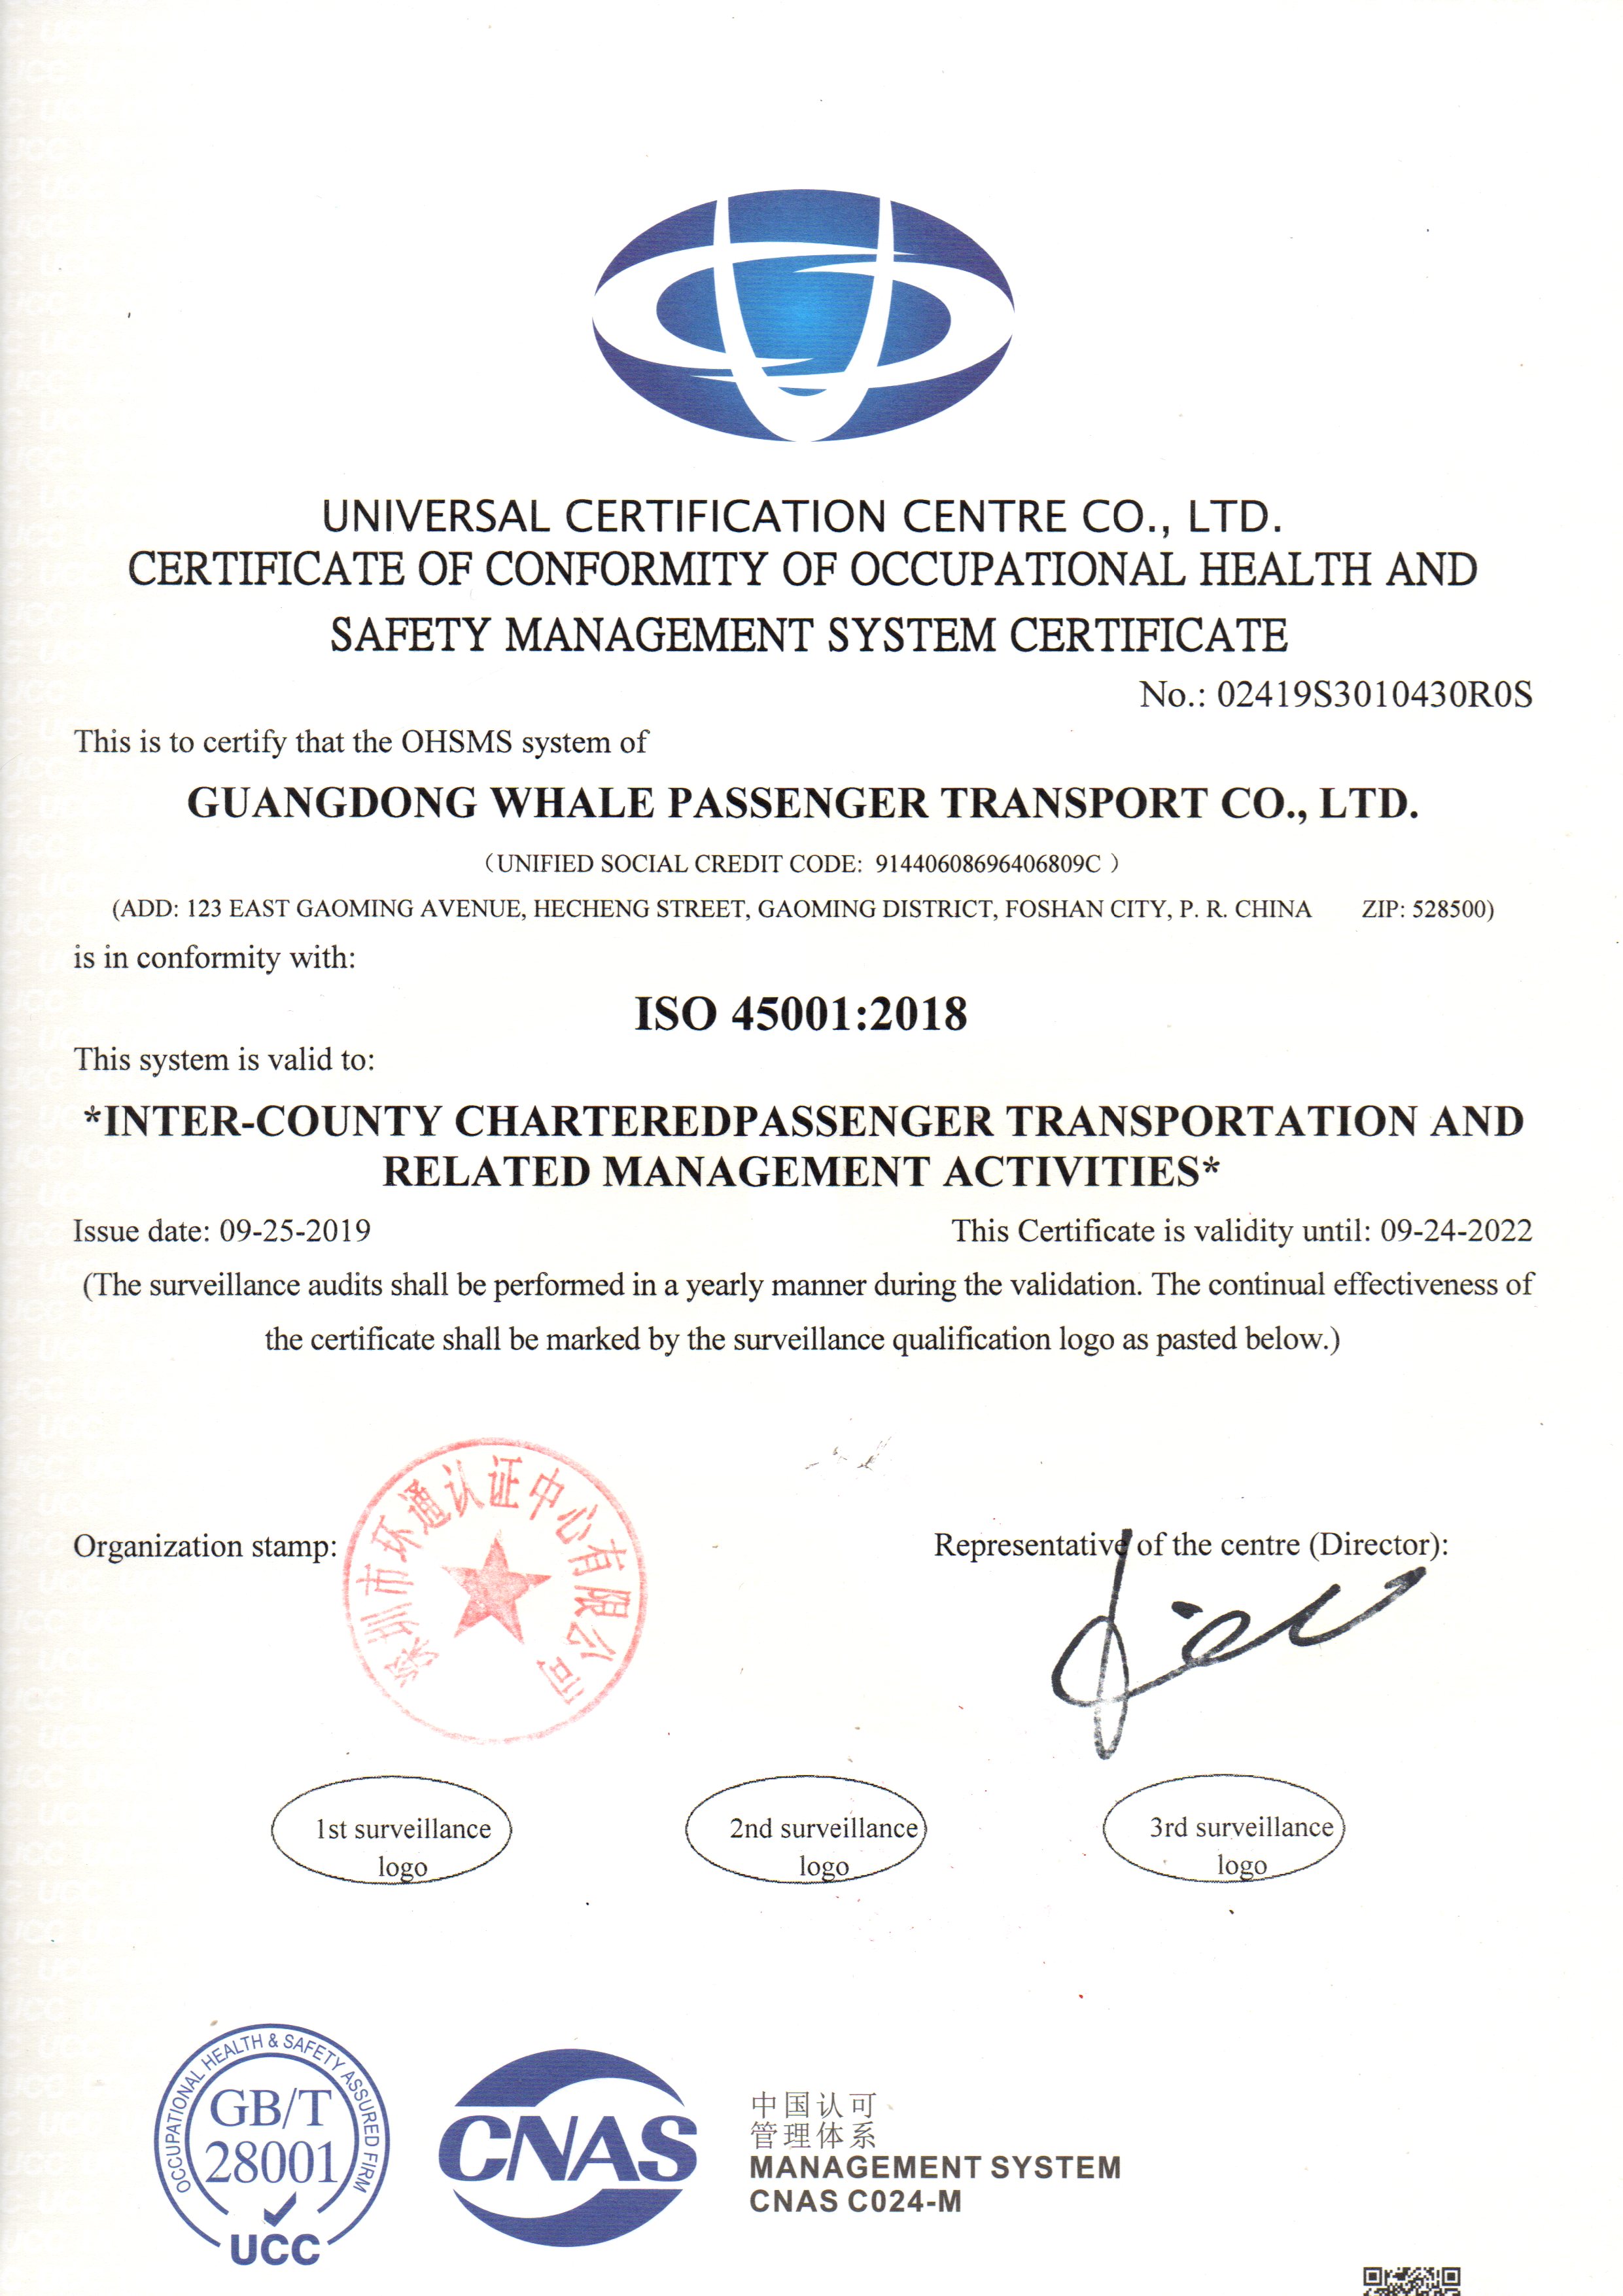 UNIVERSAL CERTIFICATION CENTRE CO., LTD.
CERTIFICATE OF CONFORMITY OF OCCUPATIONAL HEALTH AND
SAFETY MANAGEMENT SYSTEM CERTIFICATE
No.: 02419S3010430R0S
This is to certify that the OHSMS system of
GUANGDONG WHALE PASSENGER TRANSPORT CO., LTD.
（UNIFIED SOCIAL CREDIT CODE: 91440608696406809C ）
(ADD: 123 EAST GAOMING AVENUE, HECHENG STREET, GAOMING DISTRICT, FOSHAN CITY, P. R. CHINA ZIP: 528500)
is in conformity with:
ISO 45001:2018
This system is valid to:
*INTER-COUNTY CHARTEREDPASSENGER TRANSPORTATION AND
RELATED MANAGEMENT ACTIVITIES*
Issue date: 09-25-2019 This Certificate is validity until: 09-24-2022
(The surveillance audits shall be performed in a yearly manner during the validation. The continual effectiveness of
the certificate shall be marked by the surveillance qualification logo as pasted below.)
Organization stamp:
深圳市环通认证中心有限公司
Representative of the centre (Director):
1st surveillance
logo
2nd surveillance
logo
3rd surveillance
logo
OCCUPATIONAL HEALTH & SAFETY ASSURED FIRM
GB/T
28001
UCC
CNAS
中国认可
管理体系
MANAGEMENT SYSTEM
CNAS C024-M